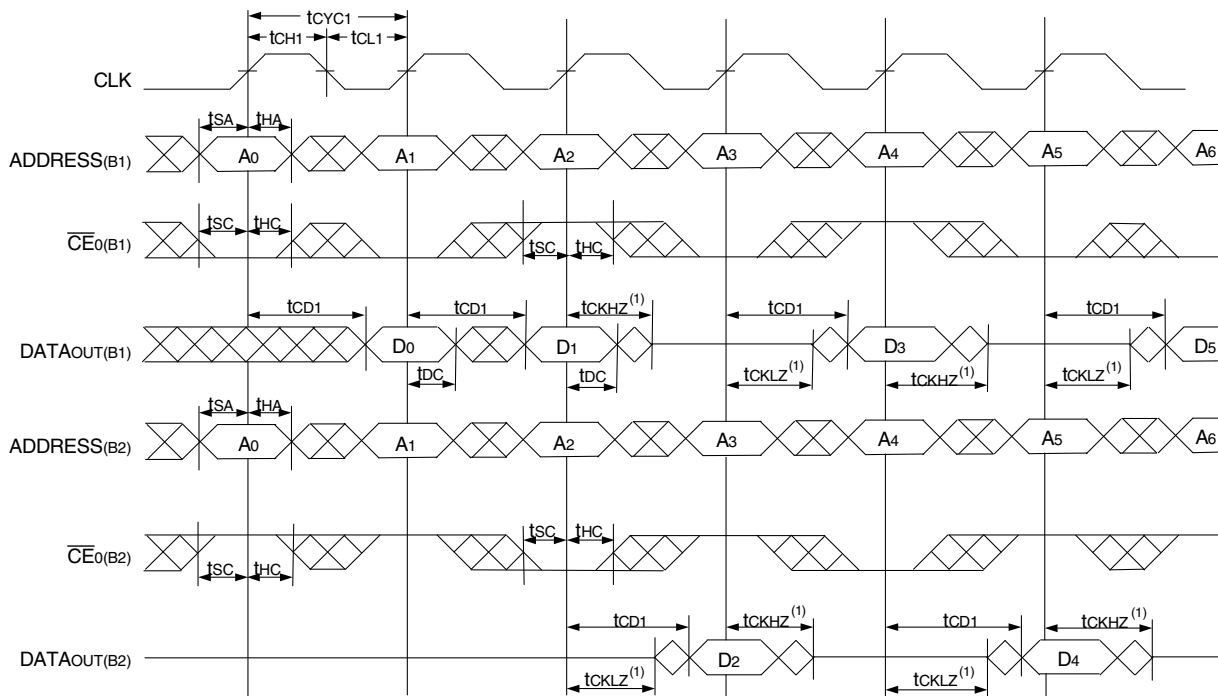 tCYC1
tCH1 tCL1
CLK
tSA tHA
ADDRESS(B1) A0 A1 A2 A3 A4 A5 A6
tSC tHC
CE0(B1)
tSC tHC
tCD1 tCD1 tCKHZ(1) tCD1 tCD1
DATAOUT(B1) D0 D1 D3 D5
tDC tDC tCKLZ(1) tCKHZ(1) tCKLZ(1)
tSA tHA
ADDRESS(B2) A0 A1 A2 A3 A4 A5 A6
tSC tHC
CE0(B2)
tSC tHC
tCD1 tCKHZ(1) tCD1 tCKHZ(1)
DATAOUT(B2) D2 D4
tCKLZ(1) tCKLZ(1)